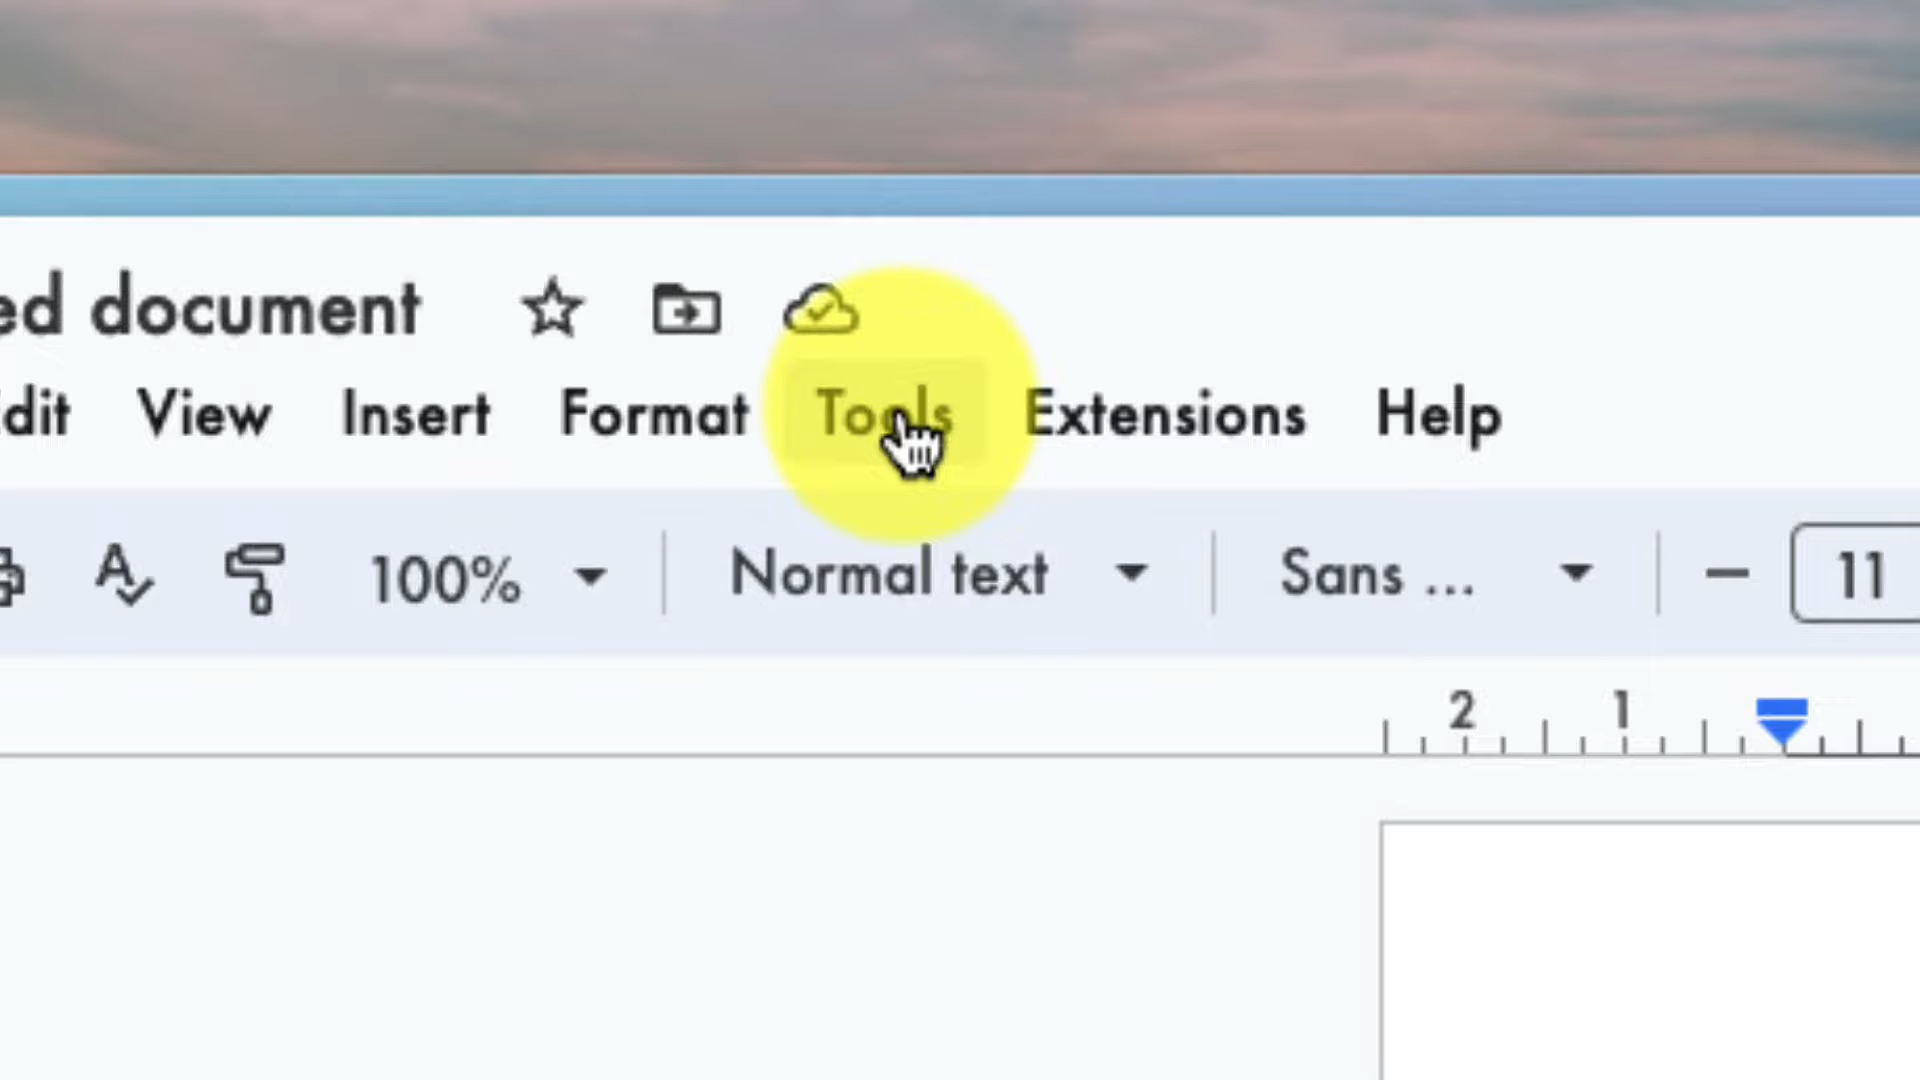 ed document
dit View Insert Format Tools Extensions Help
100% Normal text Sans ... 11
2 1